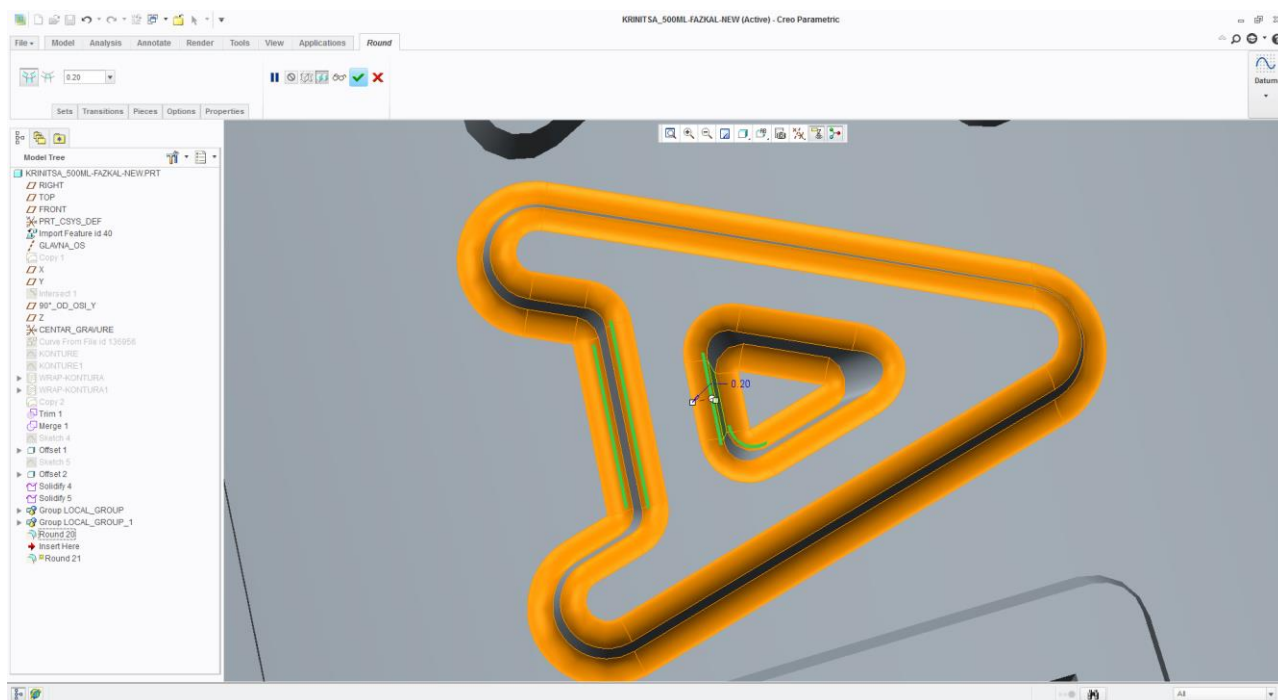 KRINITSA_500ML-FAZKAL-NEW (Active) - Creo Parametric
File Model Analysis Annotate Render Tools View Applications Round
0.20
Datum
Sets Transitions Pieces Options Properties
Model Tree
KRINITSA_500ML-FAZKAL-NEW.PRT
RIGHT
TOP
FRONT
PRT_CSYS_DEF
Import Feature id 40
GLAVNA_OS
Copy 1
X
Y
Intersect 1
90°_OD_OSI_Y
Z
CENTAR_GRAVURE
Curve From File id 136956
KONTURE
KONTURE1
WRAP-KONTURA
WRAP-KONTURA1
Copy 2
Trim 1
Merge 1
Sketch 4
Offset 1
Sketch 5
Offset 2
Solidify 4
Solidify 5
Group LOCAL_GROUP
Group LOCAL_GROUP_1
Round 20
Insert Here
Round 21
0.20
All